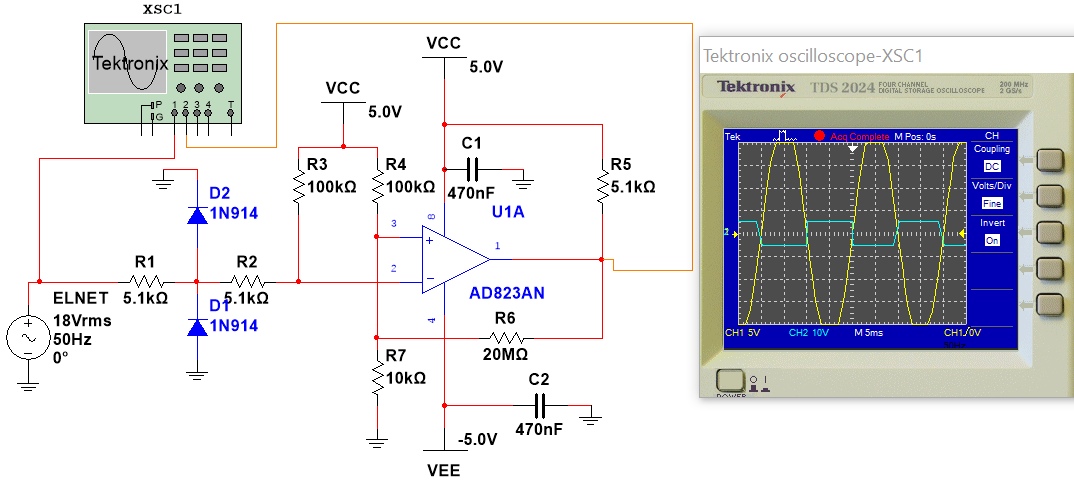 XSC1
Tektronix
P
G
1 2 3 4 T
VCC
5.0V
VCC
5.0V
R3
100kΩ
R4
100kΩ
C1
470nF
R5
5.1kΩ
D2
1N914
U1A
3
8
1
2
4
AD823AN
R1
5.1kΩ
R2
5.1kΩ
D1
1N914
ELNET
18Vrms
50Hz
0°
R6
20MΩ
R7
10kΩ
C2
470nF
-5.0V
VEE
Tektronix oscilloscope-XSC1
Tektronix TDS 2024 FOUR CHANNEL
DIGITAL STORAGE OSCILLOSCOPE
200 MHz
2 GS/s
Tek Acq Complete M Pos: 0s CH
Coupling
DC
Volts/Div
Fine
Invert
On
CH1 5V CH2 10V M 5ms CH1 / 0V
POWER